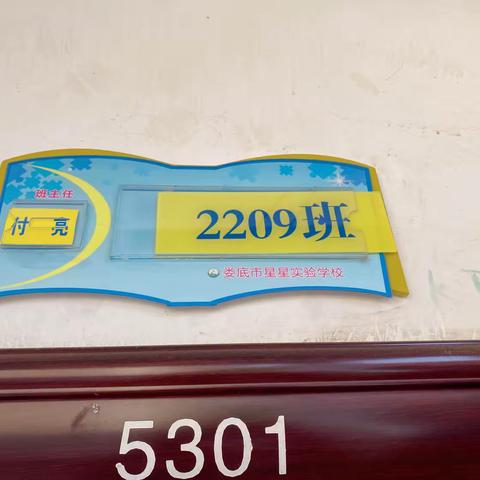 班主任
付 亮
2209班
娄底市星星实验学校
5301